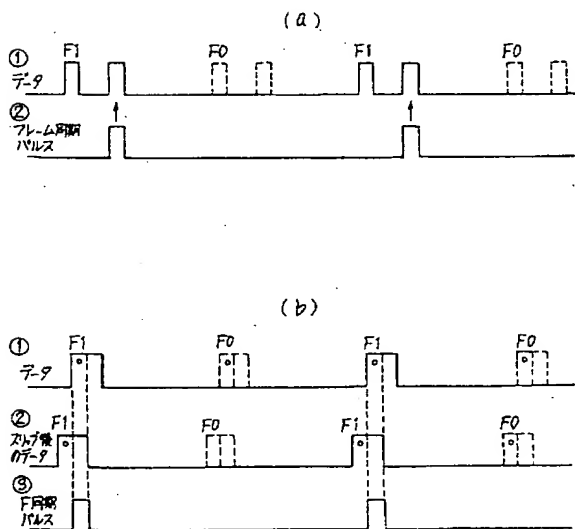 (a)
F1 F0 F1 F0
①
データ
②
フレーム同期
パルス
(b)
①
F1 F0 F1 F0
データ
②
F1 F0 F1 F0
スリップ後
のデータ
③
F同期
パルス